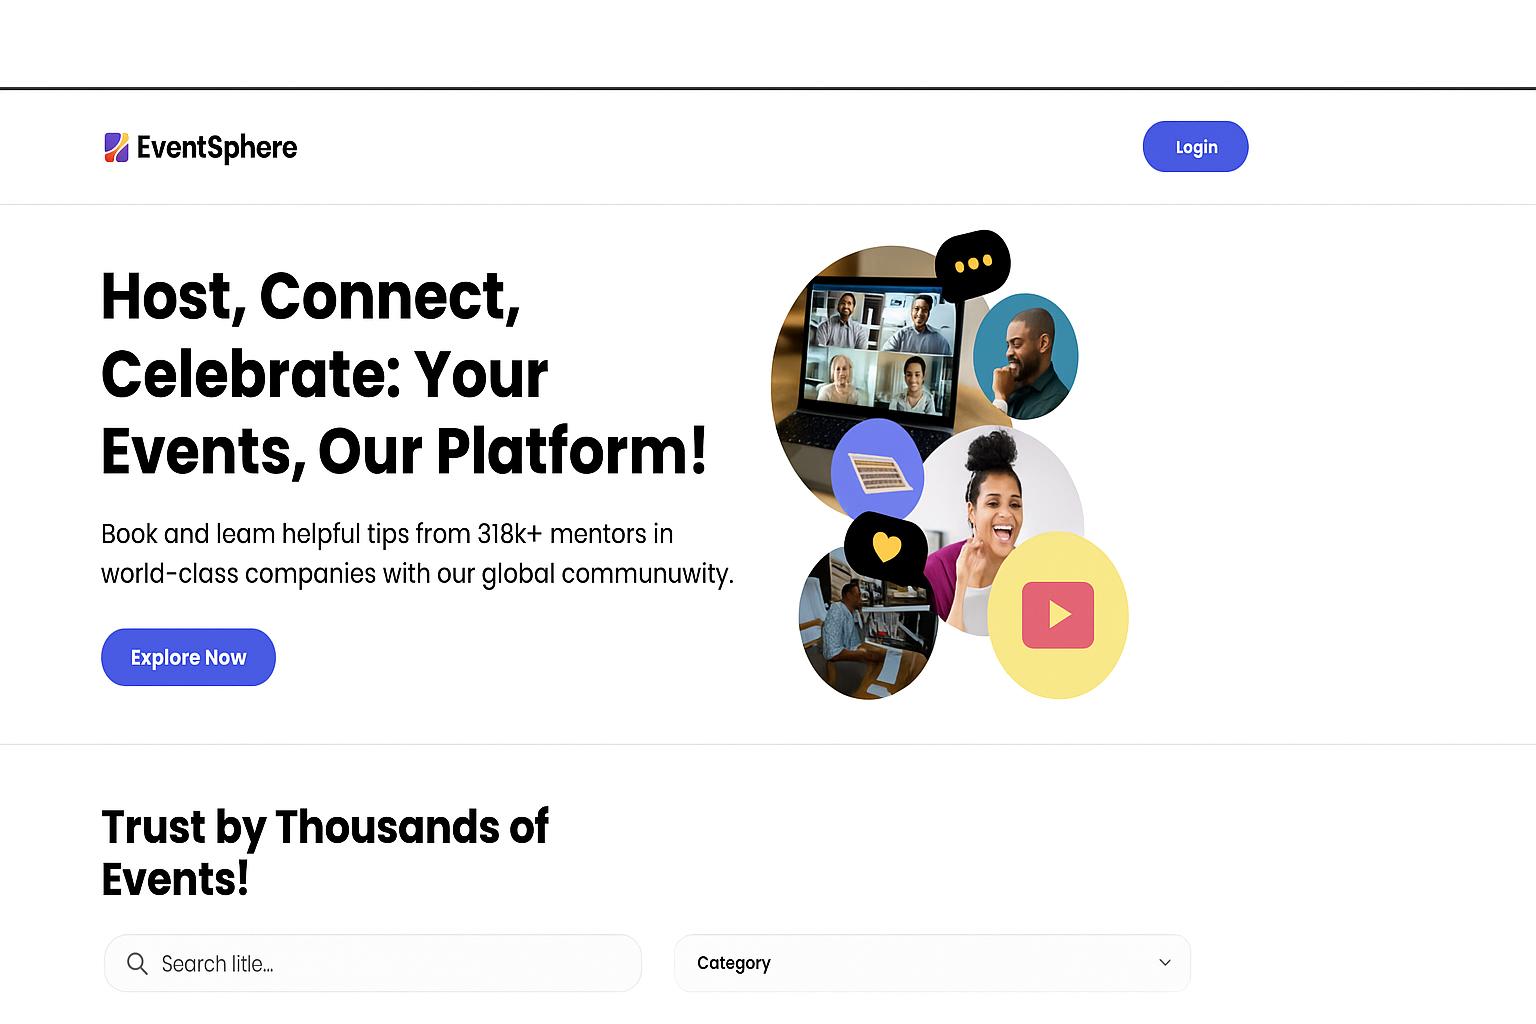 EventSphere
Login
Host, Connect,
Celebrate: Your
Events, Our Platform!
Book and leam helpful tips from 318k+ mentors in
world-class companies with our global communuwity.
Explore Now
Trust by Thousands of
Events!
Search litle...
Category